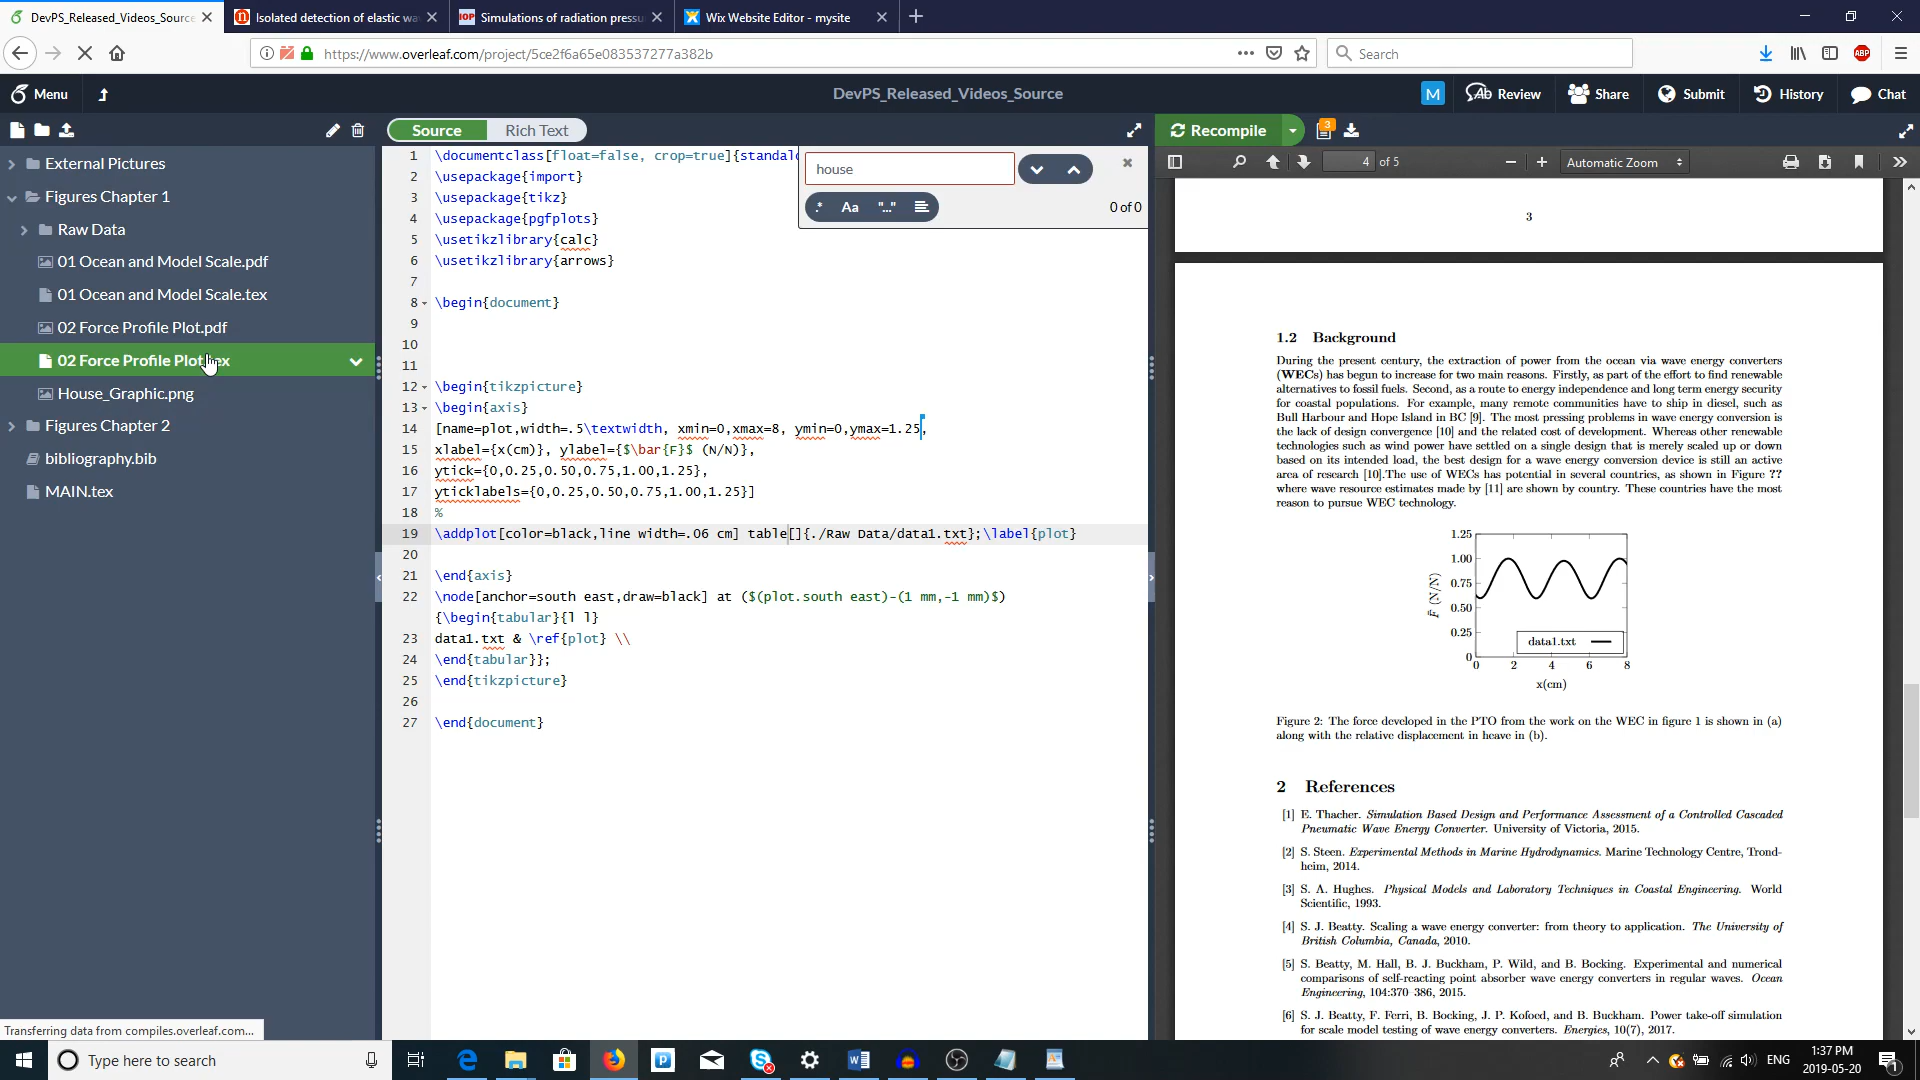 DevPS_Released_Videos_Source
Isolated detection of elastic wa
Simulations of radiation pressu
Wix Website Editor - mysite
https://www.overleaf.com/project/5ce2f6a65e083537277a382b
Search
Menu
DevPS_Released_Videos_Source
M
Review
Share
Submit
History
Chat
Source
Rich Text
Recompile
3
External Pictures
Figures Chapter 1
Raw Data
01 Ocean and Model Scale.pdf
01 Ocean and Model Scale.tex
02 Force Profile Plot.pdf
02 Force Profile Plot.tex
House_Graphic.png
Figures Chapter 2
bibliography.bib
MAIN.tex
Transferring data from compiles.overleaf.com...
house
.* Aa "..." 0 of 0
1 \documentclass[float=false, crop=true]{standalo
2 \usepackage{import}
3 \usepackage{tikz}
4 \usepackage{pgfplots}
5 \usetikzlibrary{calc}
6 \usetikzlibrary{arrows}
7
8 \begin{document}
9
10
11
12 \begin{tikzpicture}
13 \begin{axis}
14 [name=plot,width=.5\textwidth, xmin=0,xmax=8, ymin=0,ymax=1.25,
15 xlabel={x(cm)}, ylabel={$\bar{F}$ (N/N)},
16 ytick={0,0.25,0.50,0.75,1.00,1.25},
17 yticklabels={0,0.25,0.50,0.75,1.00,1.25}]
18 %
19 \addplot[color=black,line width=.06 cm] table[]{./Raw Data/data1.txt};\label{plot}
20
21 \end{axis}
22 \node[anchor=south east,draw=black] at ($(plot.south east)-(1 mm,-1 mm)$)
{\begin{tabular}{l l}
23 data1.txt & \ref{plot} \\
24 \end{tabular}};
25 \end{tikzpicture}
26
27 \end{document}
4 of 5
Automatic Zoom
3
1.2 Background
During the present century, the extraction of power from the ocean via wave energy converters
(WECs) has begun to increase for two main reasons. Firstly, as part of the effort to find renewable
alternatives to fossil fuels. Second, as a route to energy independence and long term energy security
for coastal populations. For example, many remote communities have to ship in diesel, such as
Bull Harbour and Hope Island in BC [9]. The most pressing problems in wave energy conversion is
the lack of design convergence [10] and the related cost of development. Whereas other renewable
technologies such as wind power have settled on a single design that is merely scaled up or down
based on its intended load, the best design for a wave energy conversion device is still an active
area of research [10].The use of WECs has potential in several countries, as shown in Figure ??
where wave resource estimates made by [11] are shown by country. These countries have the most
reason to pursue WEC technology.
1.25
1.00
0.75
0.50
0.25
0
F̄ (N/N)
data1.txt
0 2 4 6 8
x(cm)
Figure 2: The force developed in the PTO from the work on the WEC in figure 1 is shown in (a)
along with the relative displacement in heave in (b).
2 References
[1] E. Thacher. Simulation Based Design and Performance Assessment of a Controlled Cascaded
Pneumatic Wave Energy Converter. University of Victoria, 2015.
[2] S. Steen. Experimental Methods in Marine Hydrodynamics. Marine Technology Centre, Trond-
heim, 2014.
[3] S. A. Hughes. Physical Models and Laboratory Techniques in Coastal Engineering. World
Scientific, 1993.
[4] S. J. Beatty. Scaling a wave energy converter: from theory to application. The University of
British Columbia, Canada, 2010.
[5] S. Beatty, M. Hall, B. J. Buckham, P. Wild, and B. Bocking. Experimental and numerical
comparisons of self-reacting point absorber wave energy converters in regular waves. Ocean
Engineering, 104:370–386, 2015.
[6] S. J. Beatty, F. Ferri, B. Bocking, J. P. Kofoed, and B. Buckham. Power take-off simulation
for scale model testing of wave energy converters. Energies, 10(7), 2017.
Type here to search
ENG
1:37 PM
2019-05-20
1